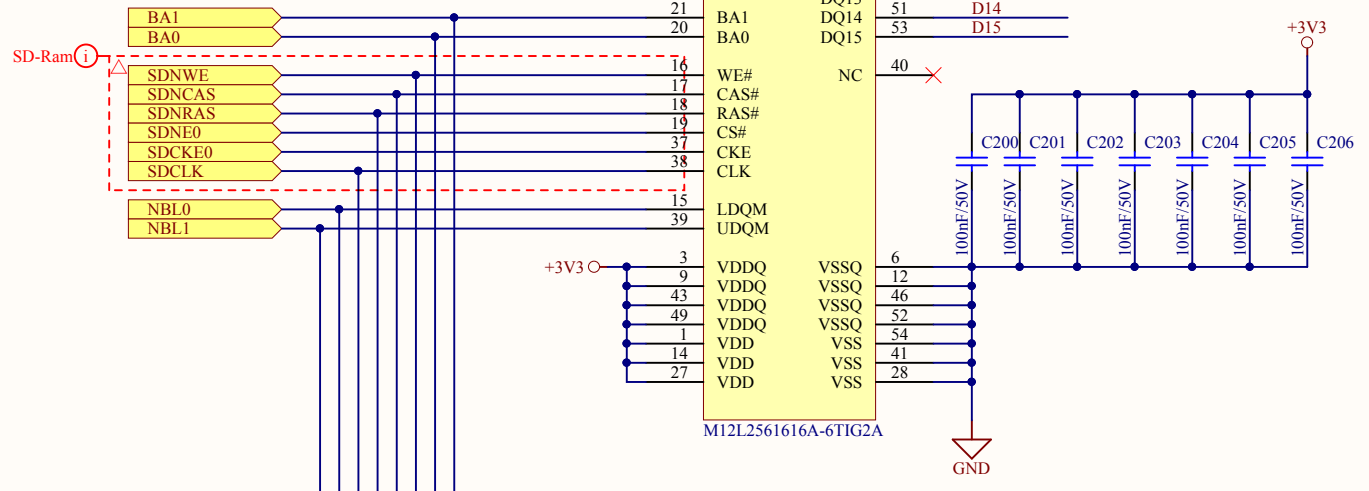 DQ13
BA1 21 BA1 DQ14 51 D14
BA0 20 BA0 DQ15 53 D15
+3V3
SD-Ram i
SDNWE 16 WE# NC 40
SDNCAS 17 CAS#
SDNRAS 18 RAS#
SDNE0 19 CS#
SDCKE0 37 CKE
SDCLK 38 CLK
C200 C201 C202 C203 C204 C205 C206
100nF/50V 100nF/50V 100nF/50V 100nF/50V 100nF/50V 100nF/50V 100nF/50V
NBL0 15 LDQM
NBL1 39 UDQM
+3V3 3 VDDQ VSSQ 6
9 VDDQ VSSQ 12
43 VDDQ VSSQ 46
49 VDDQ VSSQ 52
1 VDD VSS 54
14 VDD VSS 41
27 VDD VSS 28
M12L2561616A-6TIG2A
GND